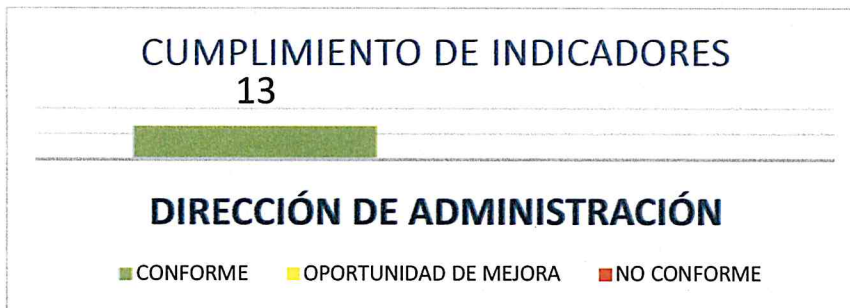 CUMPLIMIENTO DE INDICADORES
13
DIRECCIÓN DE ADMINISTRACIÓN
CONFORME OPORTUNIDAD DE MEJORA NO CONFORME